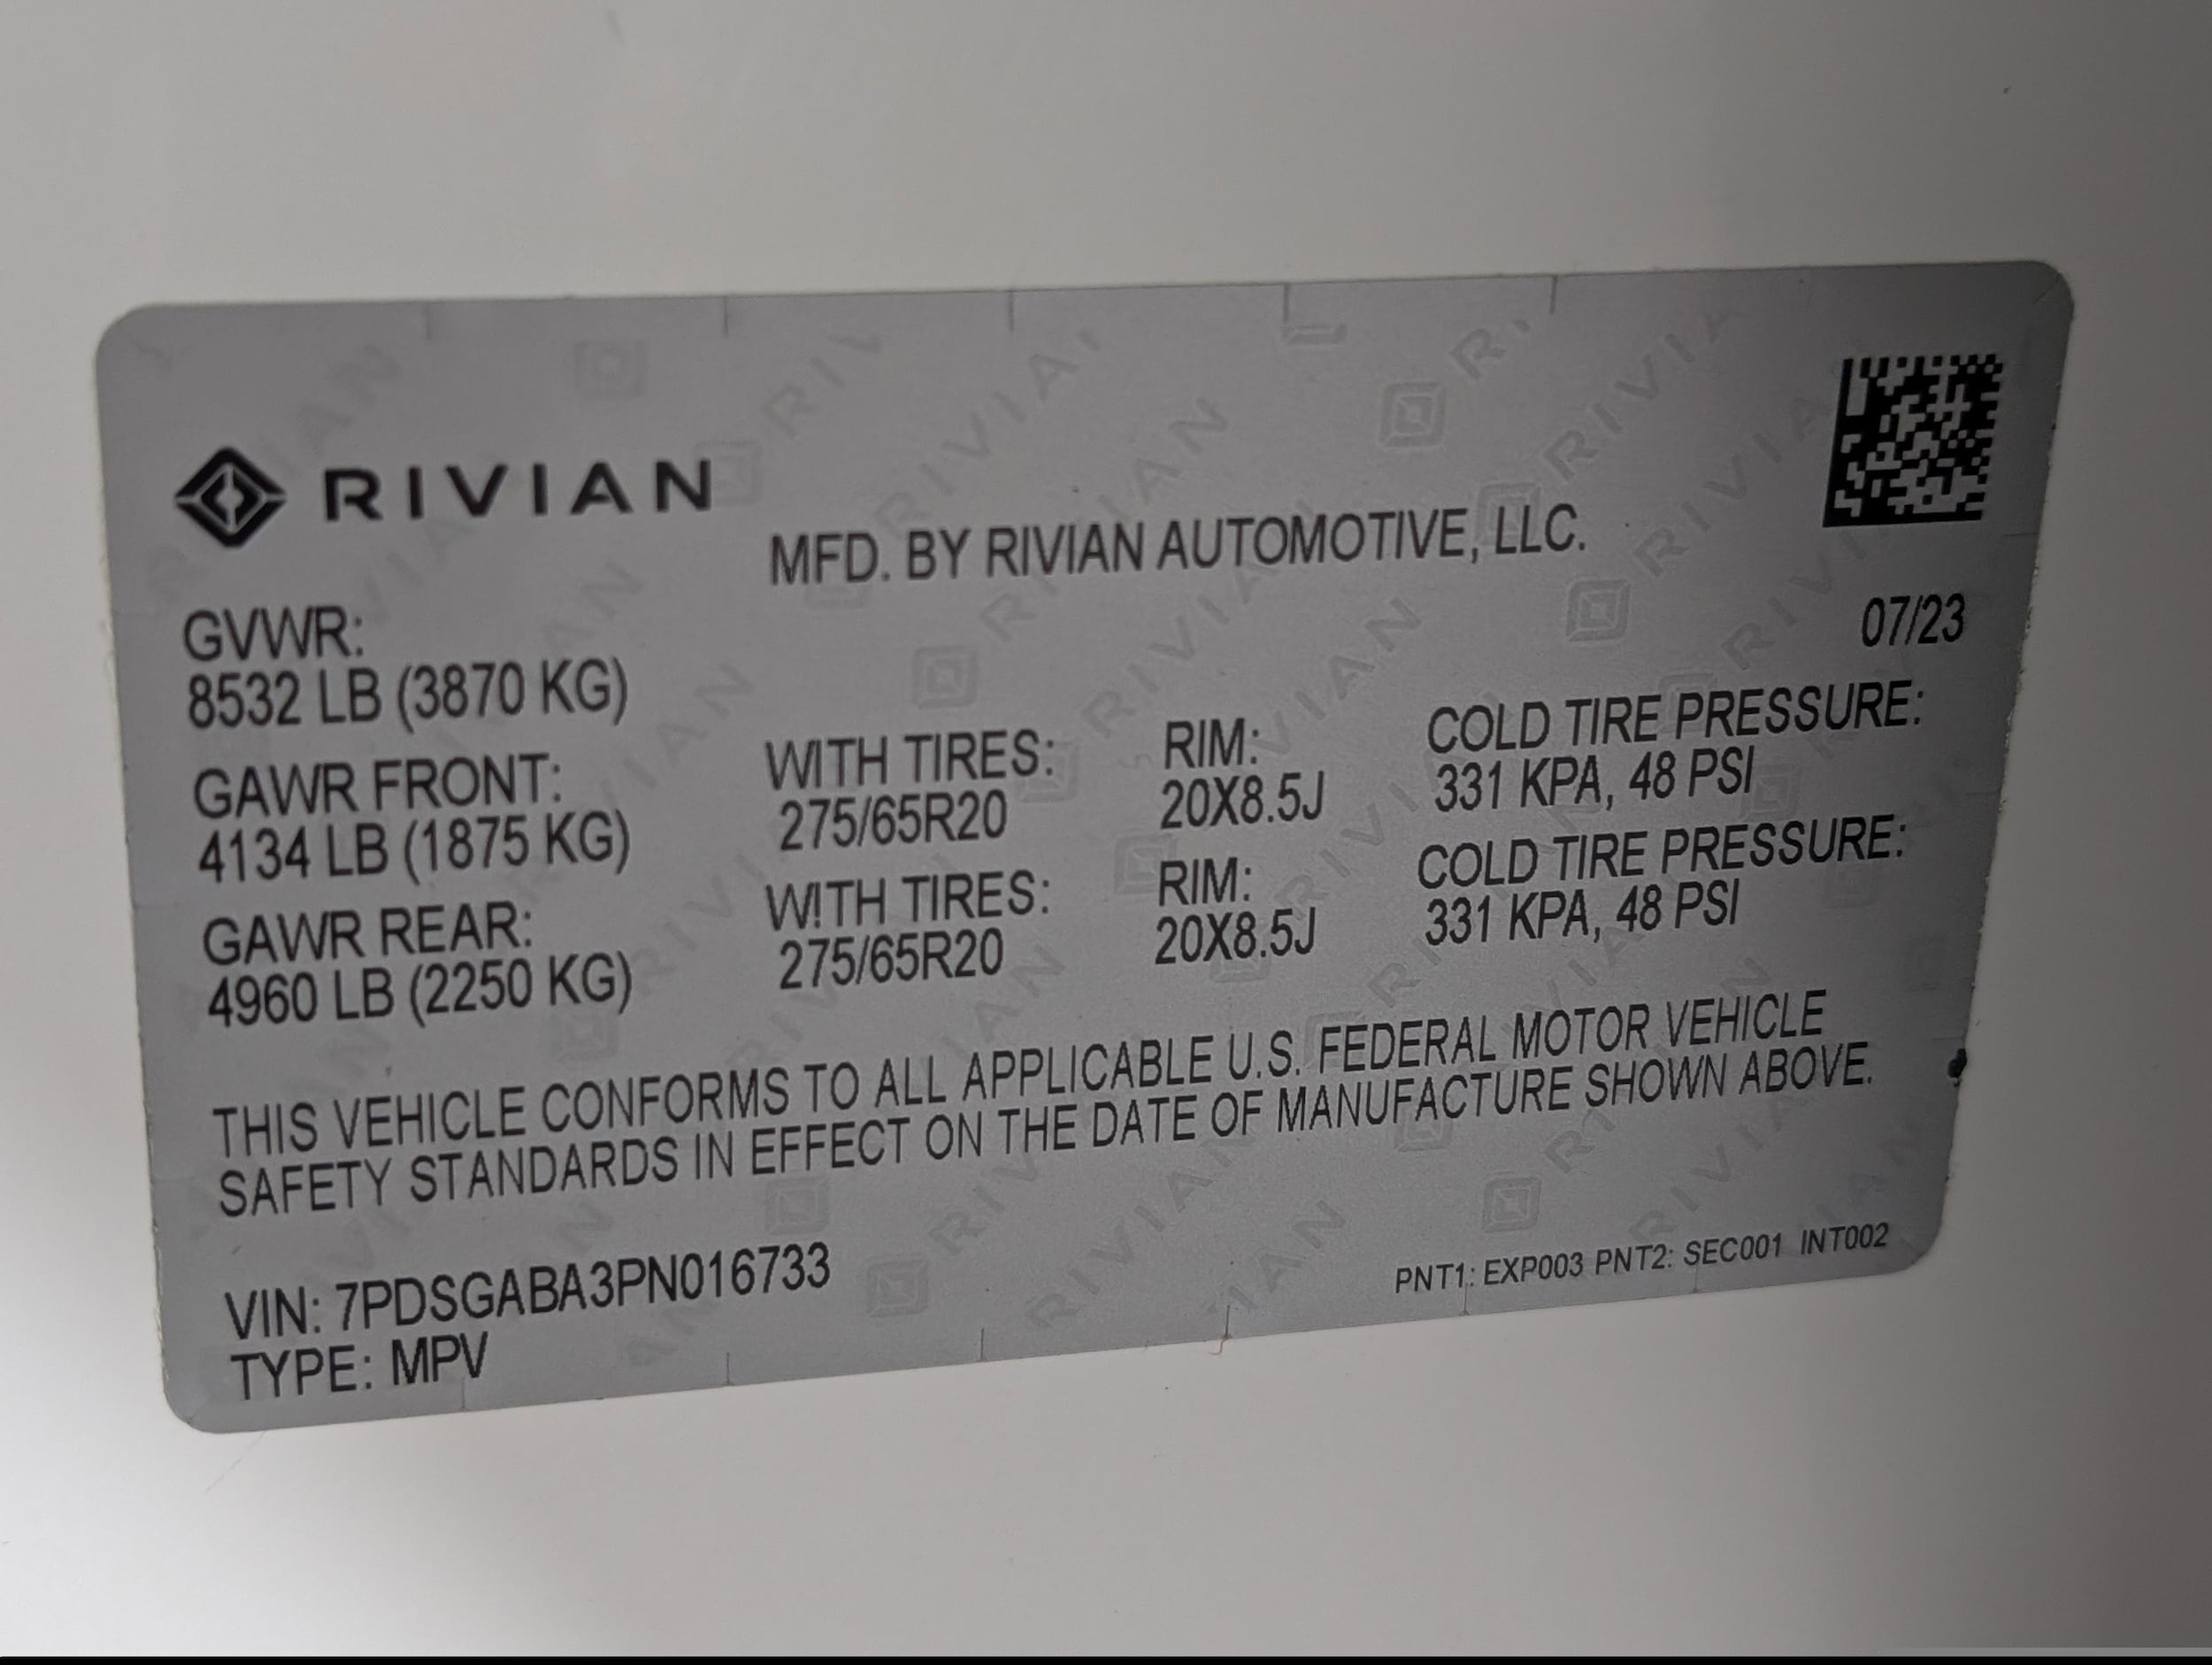 RIVIAN
MFD. BY RIVIAN AUTOMOTIVE, LLC.
07/23
GVWR:
8532 LB (3870 KG)
GAWR FRONT: WITH TIRES: RIM: COLD TIRE PRESSURE:
4134 LB (1875 KG) 275/65R20 20X8.5J 331 KPA, 48 PSI
GAWR REAR: WITH TIRES: RIM: COLD TIRE PRESSURE:
4960 LB (2250 KG) 275/65R20 20X8.5J 331 KPA, 48 PSI
THIS VEHICLE CONFORMS TO ALL APPLICABLE U.S. FEDERAL MOTOR VEHICLE
SAFETY STANDARDS IN EFFECT ON THE DATE OF MANUFACTURE SHOWN ABOVE.
VIN: 7PDSGABA3PN016733
TYPE: MPV
PNT1: EXP003 PNT2: SEC001 INT002